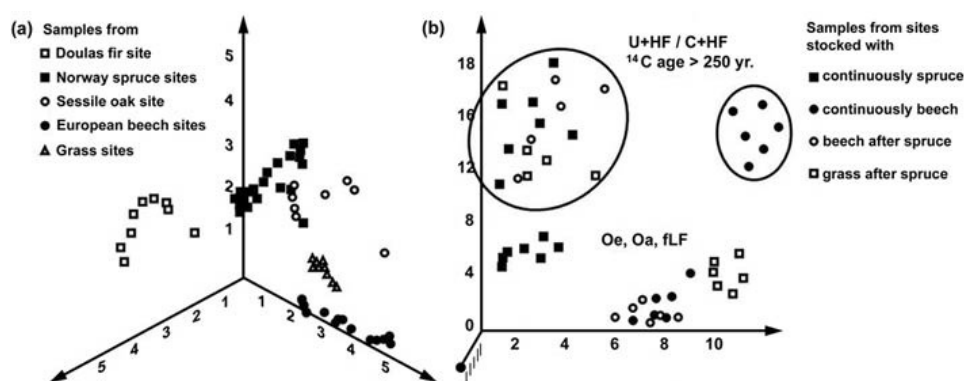 (a) Samples from
Doulas fir site
Norway spruce sites
Sessile oak site
European beech sites
Grass sites
5
4
3
2
1
1
2
3
4
5
1
2
3
4
5
(b)
U+HF / C+HF
14C age > 250 yr.
Oe, Oa, fLF
18
16
12
8
4
0
2
4
6
8
10
Samples from sites
stocked with
continuously spruce
continuously beech
beech after spruce
grass after spruce